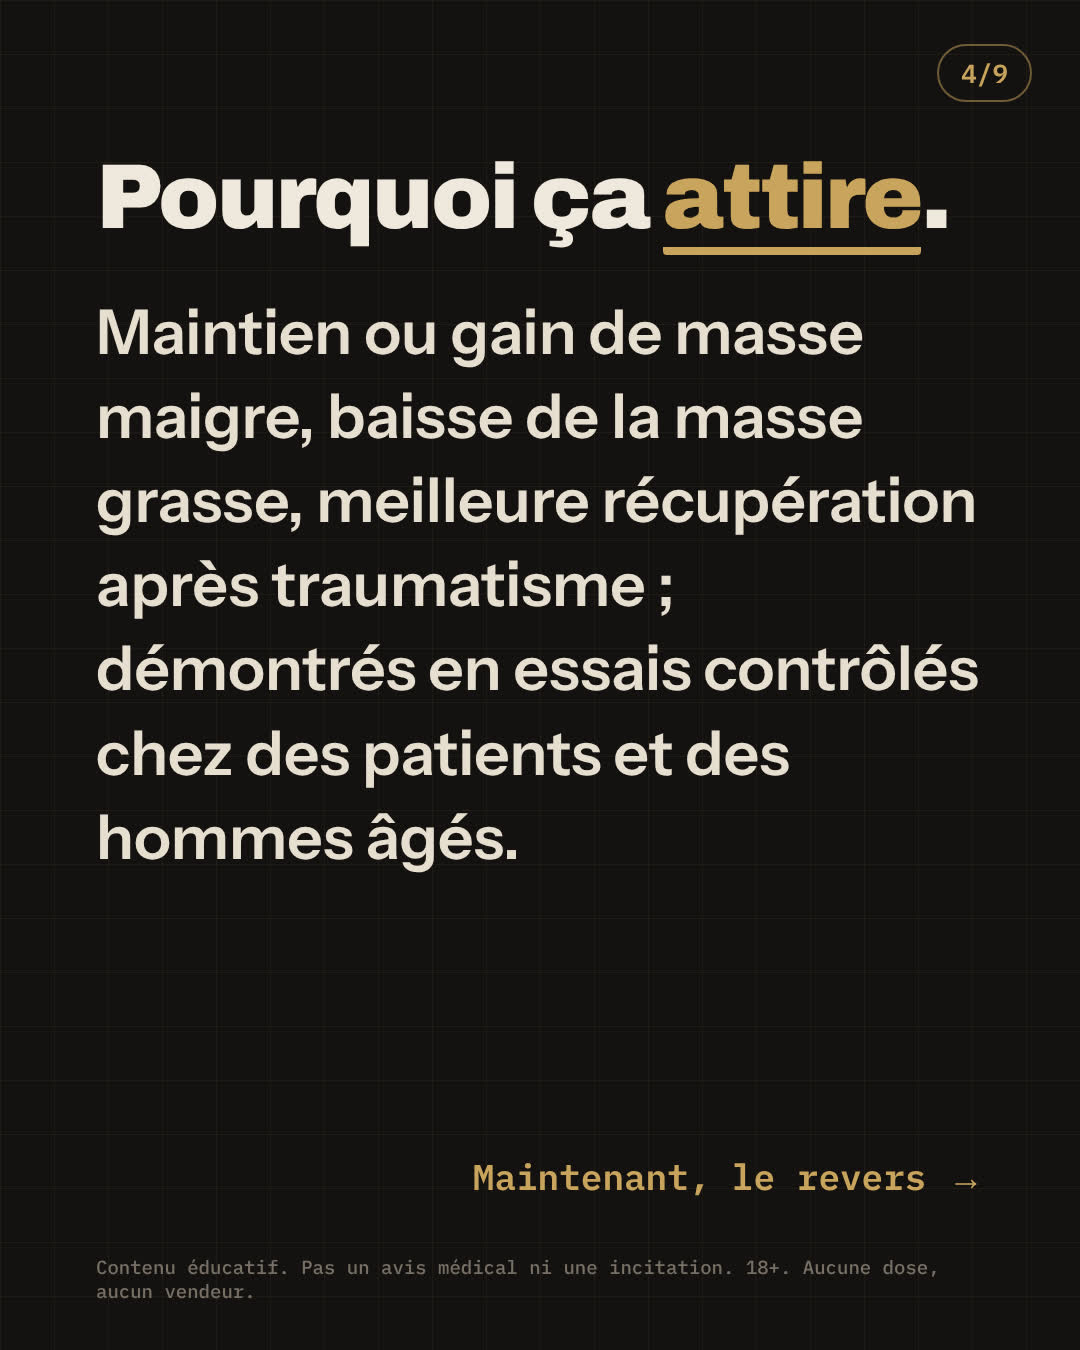 4/9
Pourquoi ça attire.
Maintien ou gain de masse
maigre, baisse de la masse
grasse, meilleure récupération
après traumatisme ;
démontrés en essais contrôlés
chez des patients et des
hommes âgés.
Maintenant, le revers →
Contenu éducatif. Pas un avis médical ni une incitation. 18+. Aucune dose,
aucun vendeur.